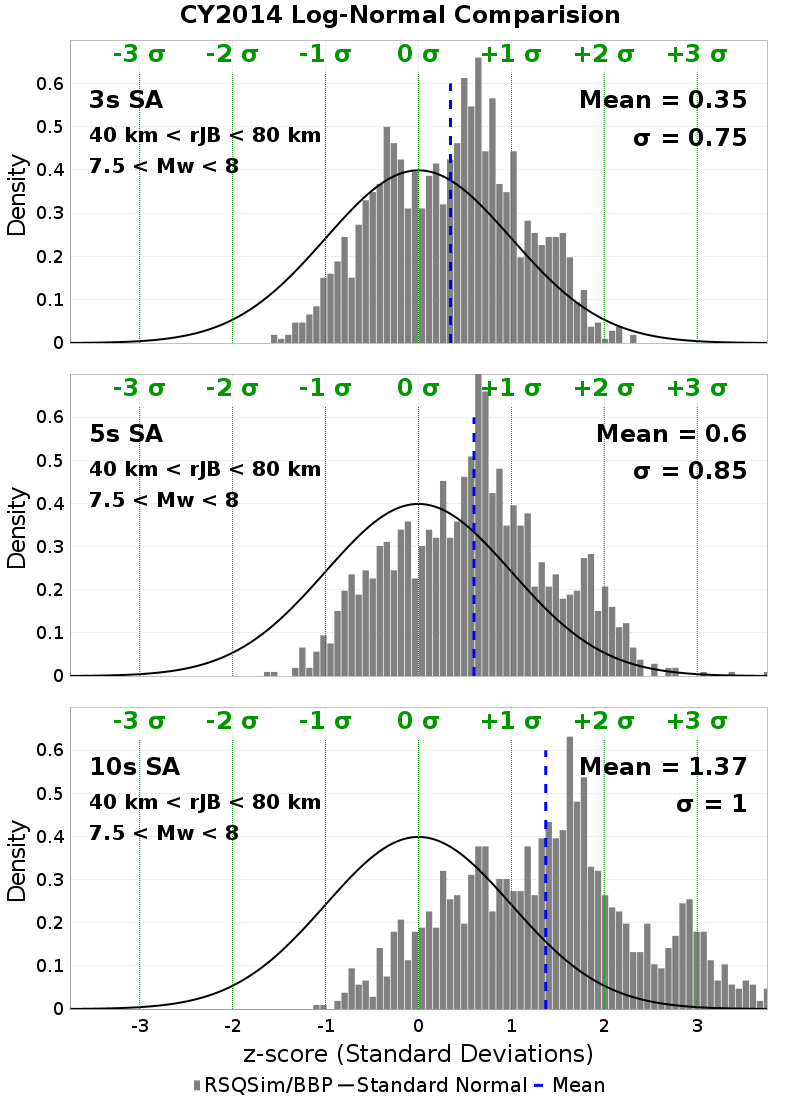 CY2014 Log-Normal Comparision
-3 σ -2 σ -1 σ 0 σ +1 σ +2 σ +3 σ
3s SA
Mean = 0.35
40 km < rJB < 80 km
σ = 0.75
7.5 < Mw < 8
Density
0.6
0.5
0.4
0.3
0.2
0.1
0
-3 σ -2 σ -1 σ 0 σ +1 σ +2 σ +3 σ
5s SA
Mean = 0.6
40 km < rJB < 80 km
σ = 0.85
7.5 < Mw < 8
Density
0.6
0.5
0.4
0.3
0.2
0.1
0
-3 σ -2 σ -1 σ 0 σ +1 σ +2 σ +3 σ
10s SA
Mean = 1.37
40 km < rJB < 80 km
σ = 1
7.5 < Mw < 8
Density
0.6
0.5
0.4
0.3
0.2
0.1
0
-3 -2 -1 0 1 2 3
z-score (Standard Deviations)
RSQSim/BBP Standard Normal Mean